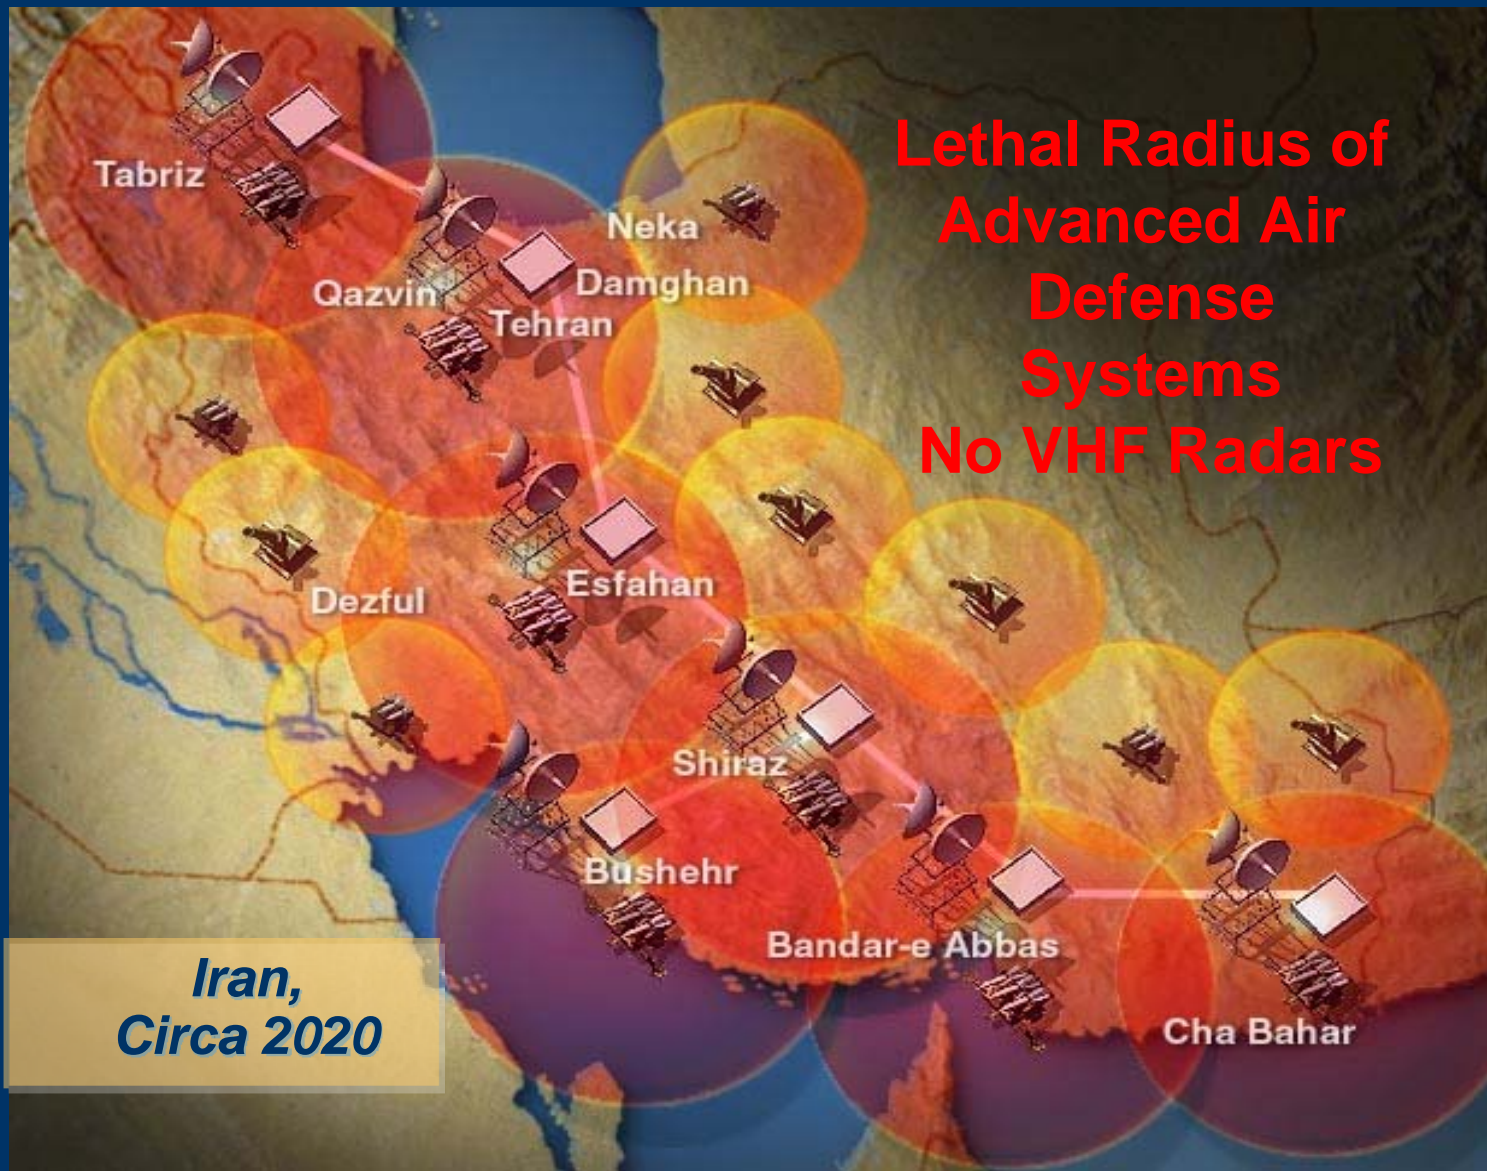 Lethal Radius of
Advanced Air
Defense
Systems
No VHF Radars
Tabriz
Neka
Damghan
Qazvin
Tehran
Dezful
Esfahan
Shiraz
Bushehr
Bandar-e Abbas
Cha Bahar
Iran,
Circa 2020